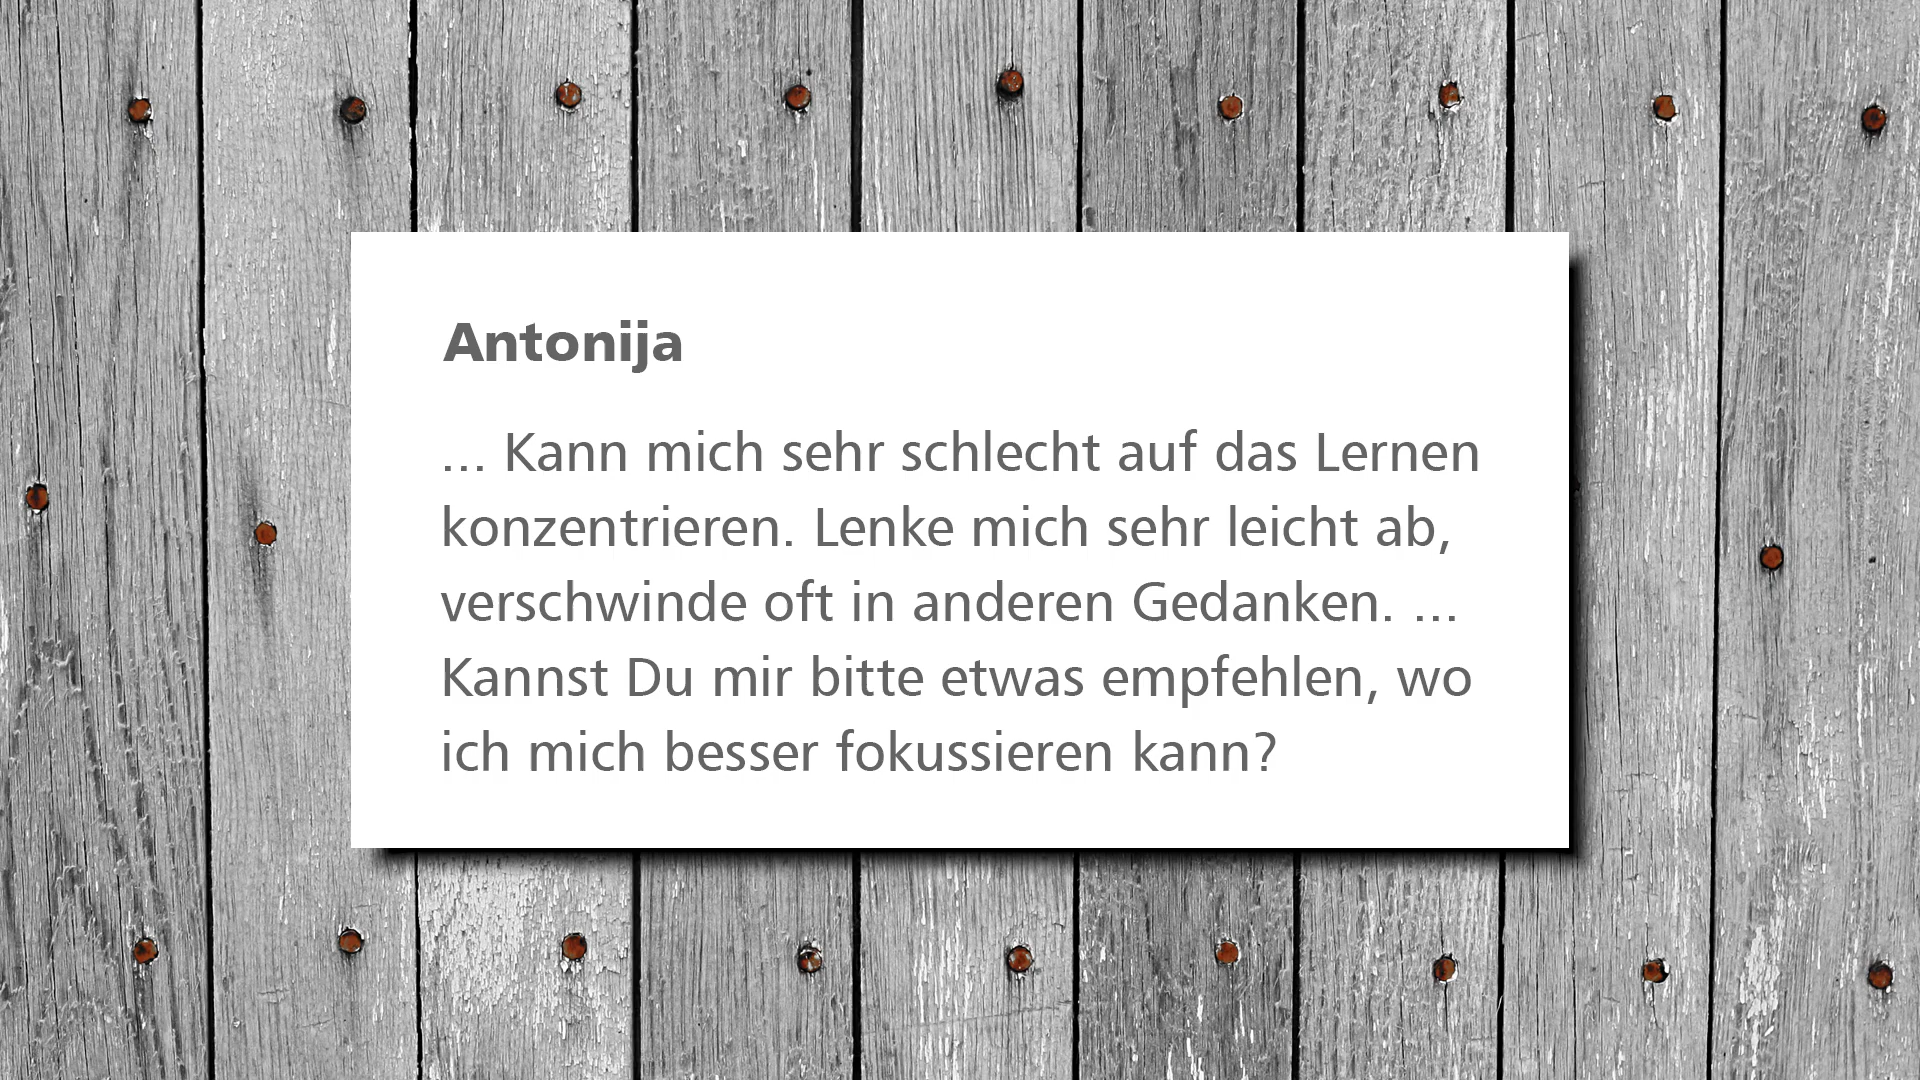 Antonija
... Kann mich sehr schlecht auf das Lernen
konzentrieren. Lenke mich sehr leicht ab,
verschwinde oft in anderen Gedanken. ...
Kannst Du mir bitte etwas empfehlen, wo
ich mich besser fokussieren kann?